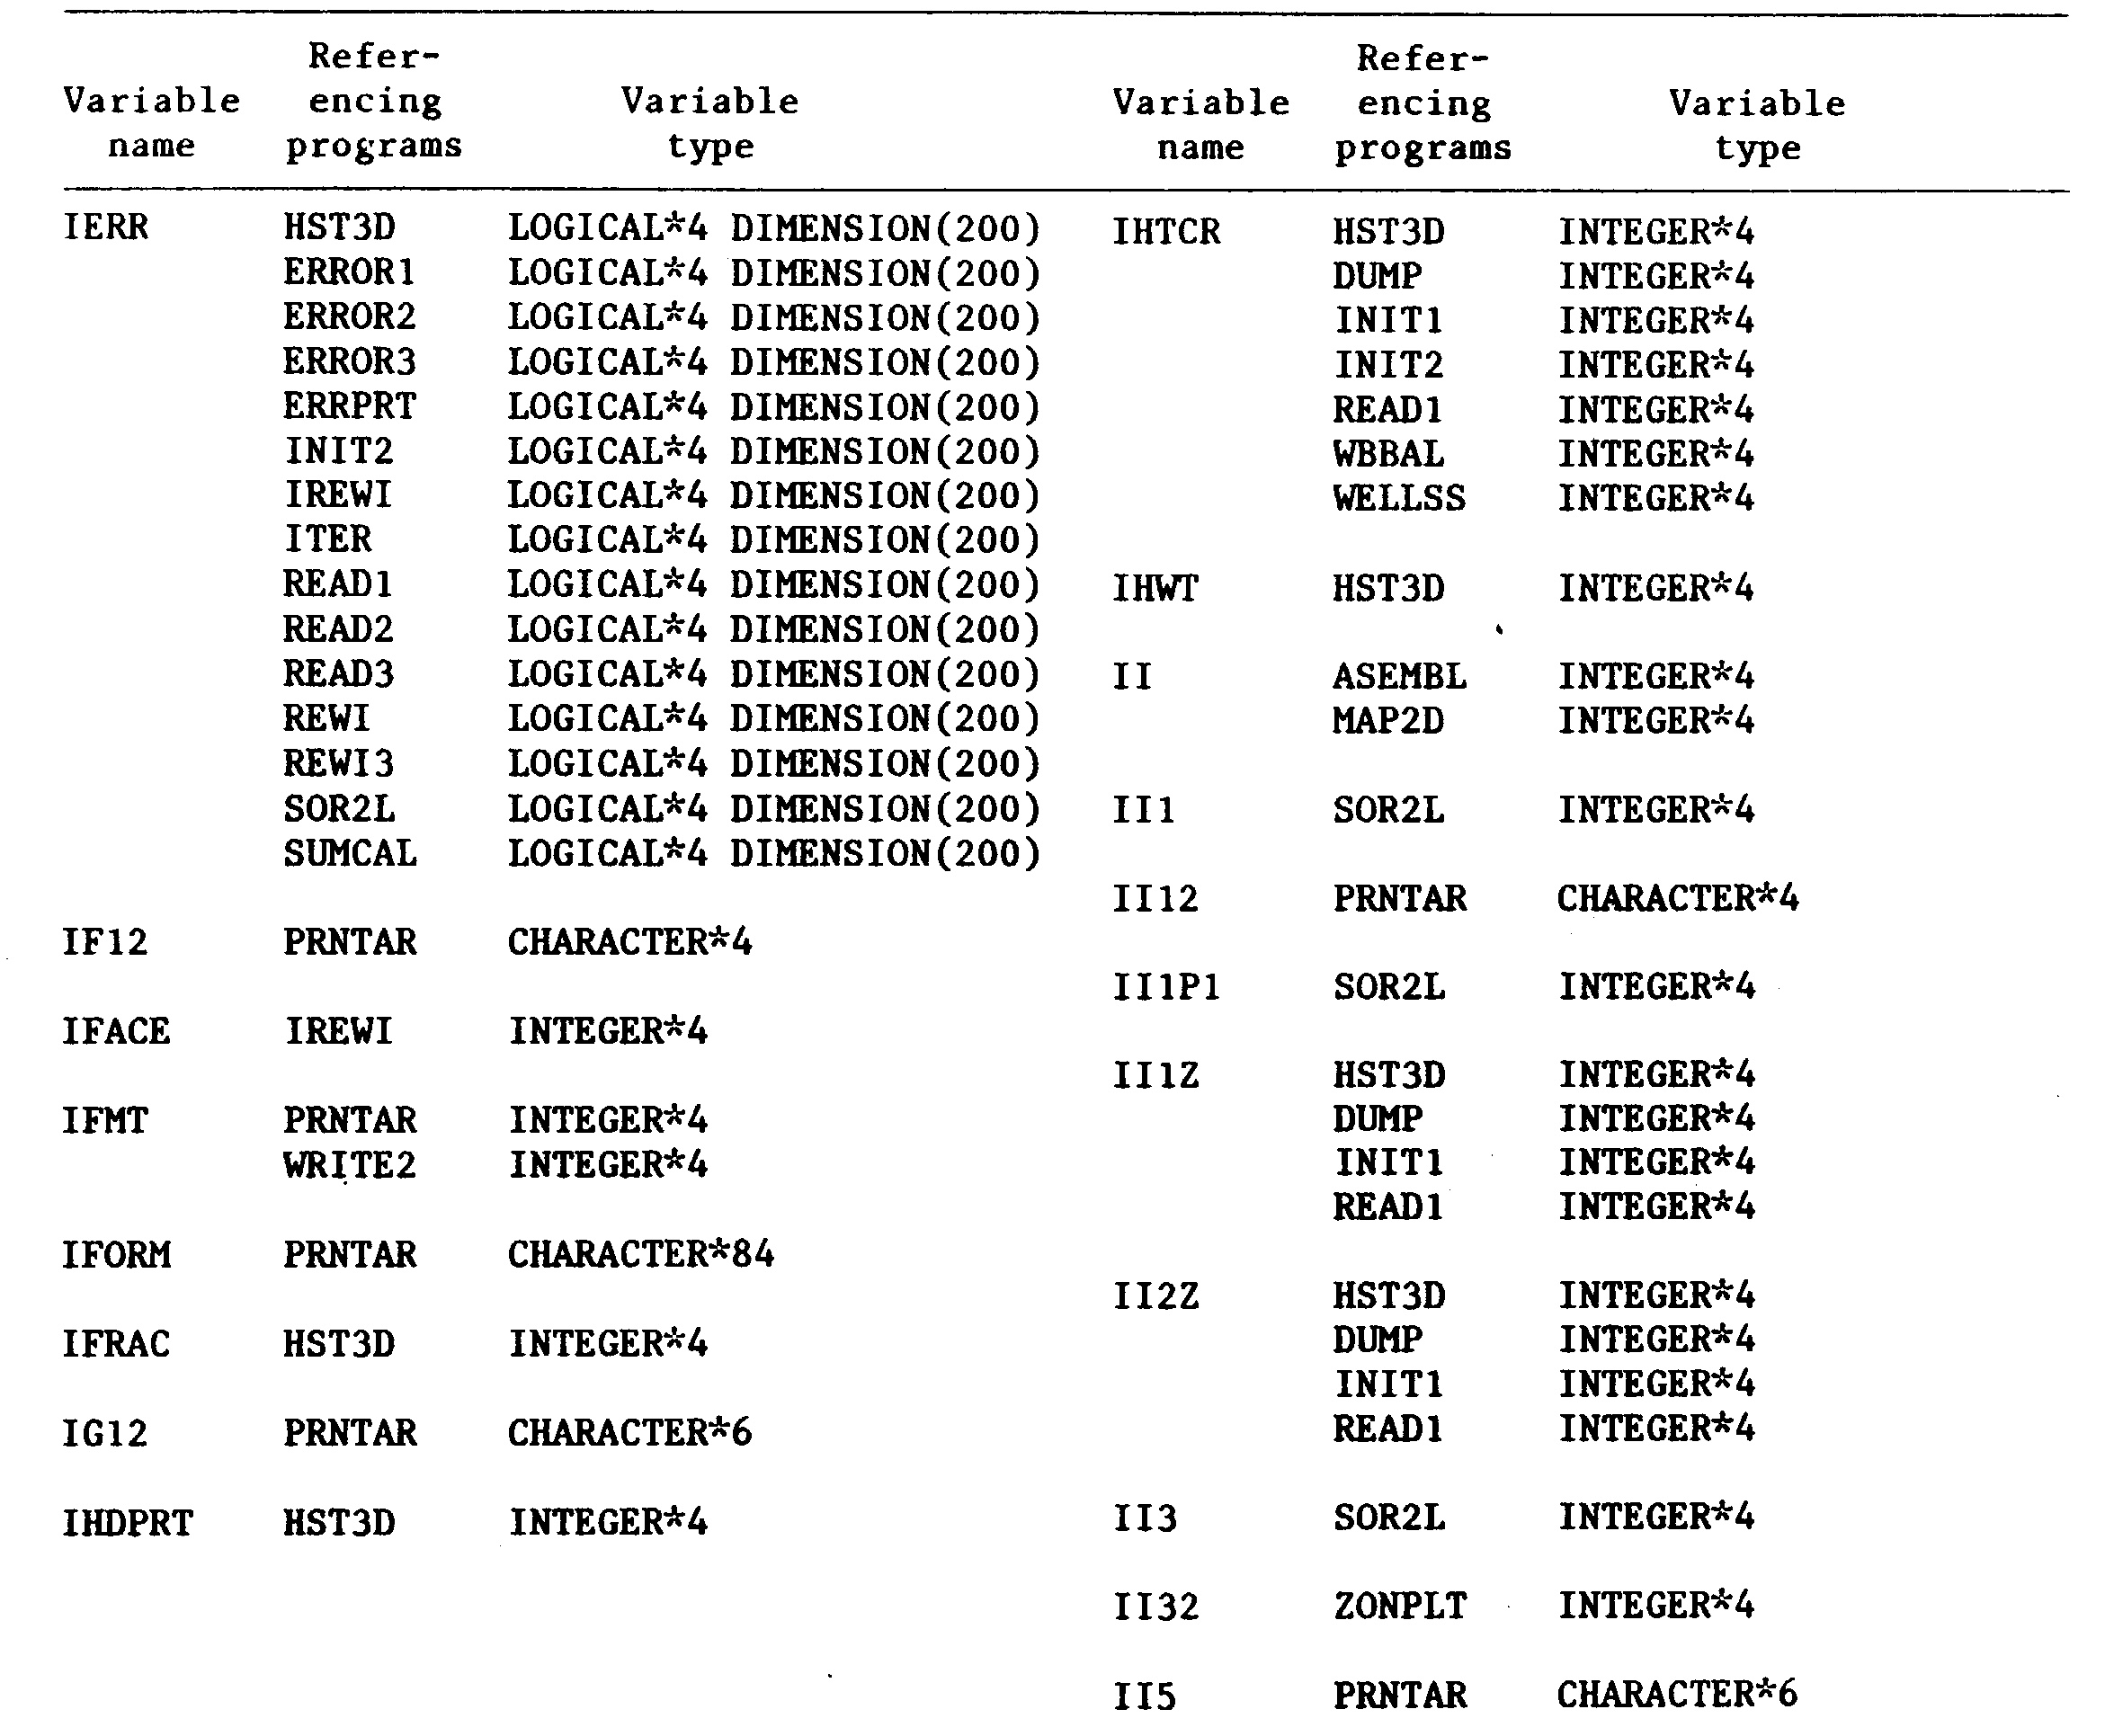 Variable name Refer-encing programs Variable type
IERR HST3D LOGICAL*4 DIMENSION(200)
ERROR1 LOGICAL*4 DIMENSION(200)
ERROR2 LOGICAL*4 DIMENSION(200)
ERROR3 LOGICAL*4 DIMENSION(200)
ERRPRT LOGICAL*4 DIMENSION(200)
INIT2 LOGICAL*4 DIMENSION(200)
IREWI LOGICAL*4 DIMENSION(200)
ITER LOGICAL*4 DIMENSION(200)
READ1 LOGICAL*4 DIMENSION(200)
READ2 LOGICAL*4 DIMENSION(200)
READ3 LOGICAL*4 DIMENSION(200)
REWI LOGICAL*4 DIMENSION(200)
REWI3 LOGICAL*4 DIMENSION(200)
SOR2L LOGICAL*4 DIMENSION(200)
SUMCAL LOGICAL*4 DIMENSION(200)
IF12 PRNTAR CHARACTER*4
IFACE IREWI INTEGER*4
IFMT PRNTAR INTEGER*4
WRITE2 INTEGER*4
IFORM PRNTAR CHARACTER*84
IFRAC HST3D INTEGER*4
IG12 PRNTAR CHARACTER*6
IHDPRT HST3D INTEGER*4
Variable name Refer-encing programs Variable type
IHTCR HST3D INTEGER*4
DUMP INTEGER*4
INIT1 INTEGER*4
INIT2 INTEGER*4
READ1 INTEGER*4
WBBAL INTEGER*4
WELLSS INTEGER*4
IHWT HST3D INTEGER*4
II ASEMBL INTEGER*4
MAP2D INTEGER*4
II1 SOR2L INTEGER*4
II12 PRNTAR CHARACTER*4
II1P1 SOR2L INTEGER*4
II1Z HST3D INTEGER*4
DUMP INTEGER*4
INIT1 INTEGER*4
READ1 INTEGER*4
II2Z HST3D INTEGER*4
DUMP INTEGER*4
INIT1 INTEGER*4
READ1 INTEGER*4
II3 SOR2L INTEGER*4
II32 ZONPLT INTEGER*4
II5 PRNTAR CHARACTER*6